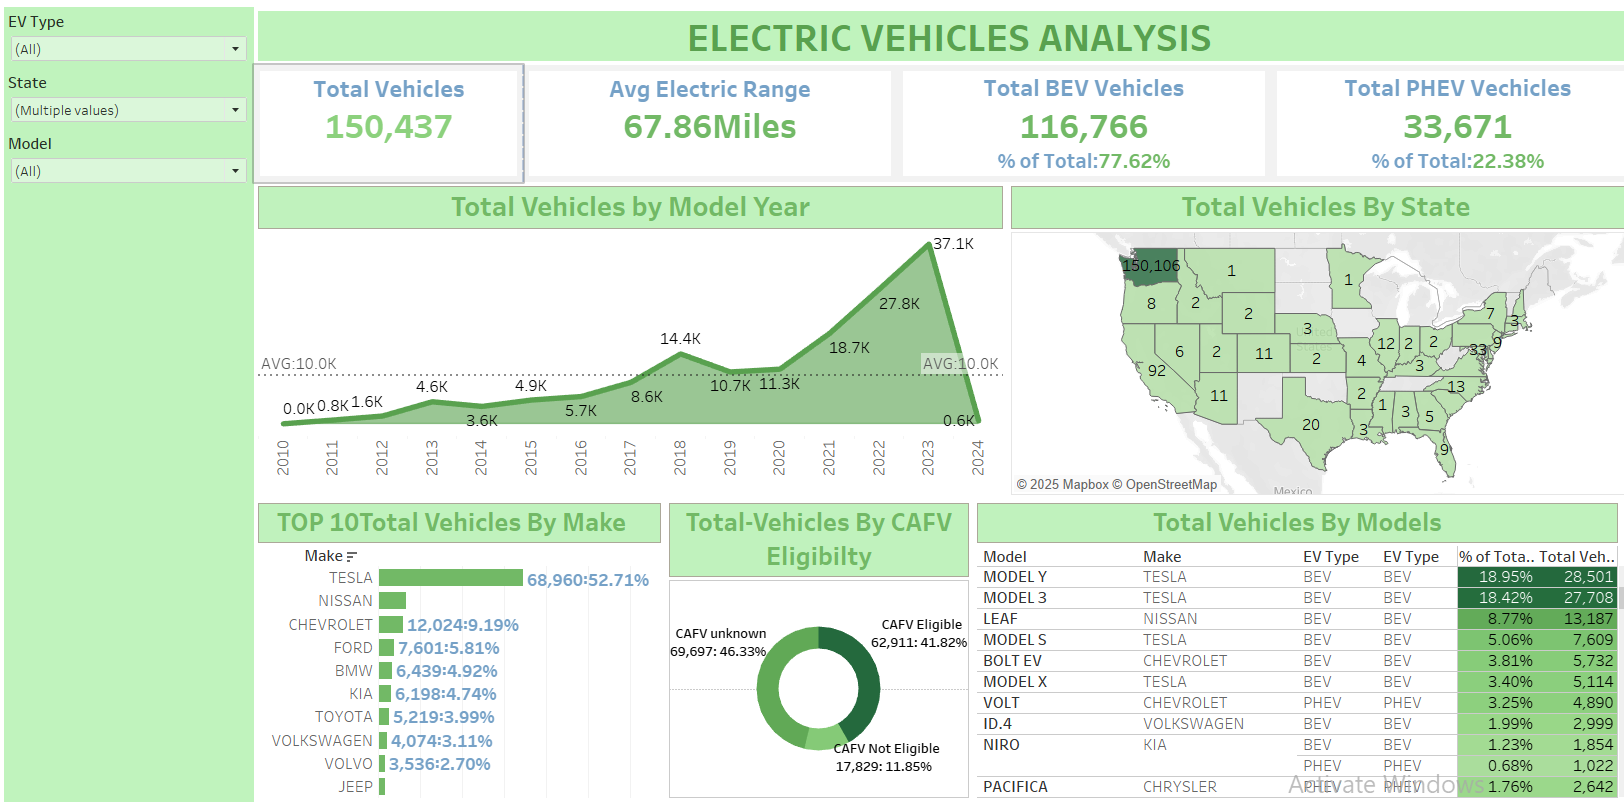 EV Type
(All)
State
(Multiple values)
Model
(All)
ELECTRIC VEHICLES ANALYSIS
Total Vehicles
150,437
Avg Electric Range
67.86Miles
Total BEV Vehicles
116,766
% of Total:77.62%
Total PHEV Vechicles
33,671
% of Total:22.38%
Total Vehicles by Model Year
37.1K
27.8K
14.4K
18.7K
AVG:10.0K
AVG:10.0K
4.6K
4.9K
10.7K
11.3K
8.6K
0.0K
0.8K
1.6K
5.7K
3.6K
0.6K
2010
2011
2012
2013
2014
2015
2016
2017
2018
2019
2020
2021
2022
2023
2024
Total Vehicles By State
150,106
1
1
8
2
2
3
7
3
6
2
11
2
12
2
2
33
9
92
4
3
11
2
13
20
1
3
5
3
9
United
States
Mexico
© 2025 Mapbox © OpenStreetMap
TOP 10Total Vehicles By Make
Make
TESLA 68,960:52.71%
NISSAN
CHEVROLET 12,024:9.19%
FORD 7,601:5.81%
BMW 6,439:4.92%
KIA 6,198:4.74%
TOYOTA 5,219:3.99%
VOLKSWAGEN 4,074:3.11%
VOLVO 3,536:2.70%
JEEP
Total-Vehicles By CAFV
Eligibilty
CAFV unknown
69,697: 46.33%
CAFV Eligible
62,911: 41.82%
CAFV Not Eligible
17,829: 11.85%
Total Vehicles By Models
Model Make EV Type EV Type % of Tota.. Total Veh..
MODEL Y TESLA BEV BEV 18.95% 28,501
MODEL 3 TESLA BEV BEV 18.42% 27,708
LEAF NISSAN BEV BEV 8.77% 13,187
MODEL S TESLA BEV BEV 5.06% 7,609
BOLT EV CHEVROLET BEV BEV 3.81% 5,732
MODEL X TESLA BEV BEV 3.40% 5,114
VOLT CHEVROLET PHEV PHEV 3.25% 4,890
ID.4 VOLKSWAGEN BEV BEV 1.99% 2,999
NIRO KIA BEV BEV 1.23% 1,854
PHEV PHEV 0.68% 1,022
PACIFICA CHRYSLER PHEV PHEV 1.76% 2,642
Activate Windows